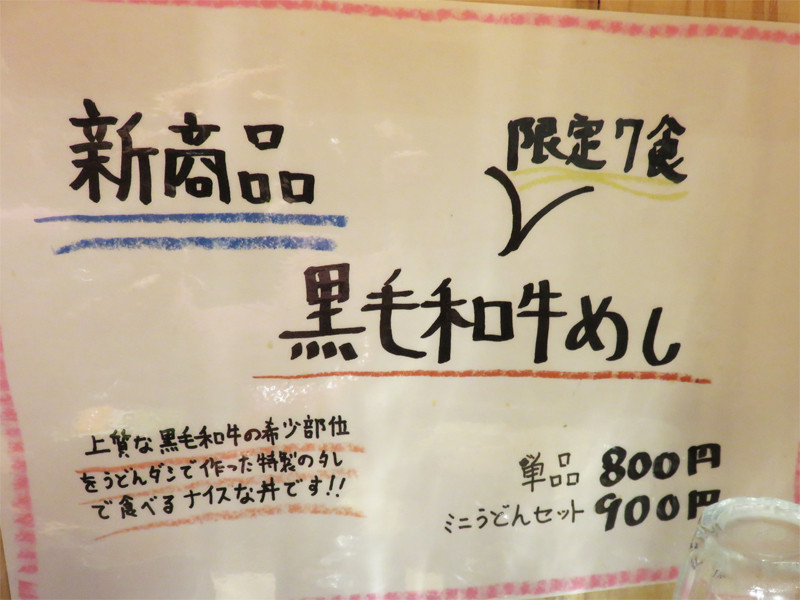 新商品
限定7食
黒毛和牛めし
上質な黒毛和牛の希少部位
をうどんダシで作った特製のタレ
で食べるナイスな丼です!!
単品 800円
ミニうどんセット 900円